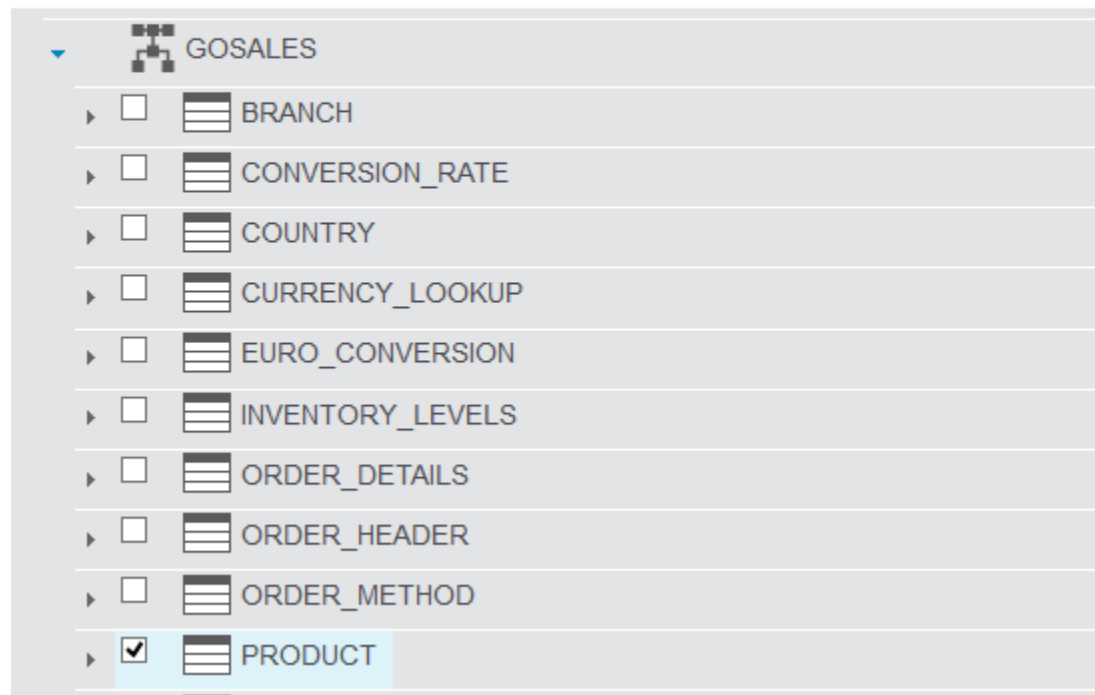 GOSALES
BRANCH
CONVERSION_RATE
COUNTRY
CURRENCY_LOOKUP
EURO_CONVERSION
INVENTORY_LEVELS
ORDER_DETAILS
ORDER_HEADER
ORDER_METHOD
PRODUCT